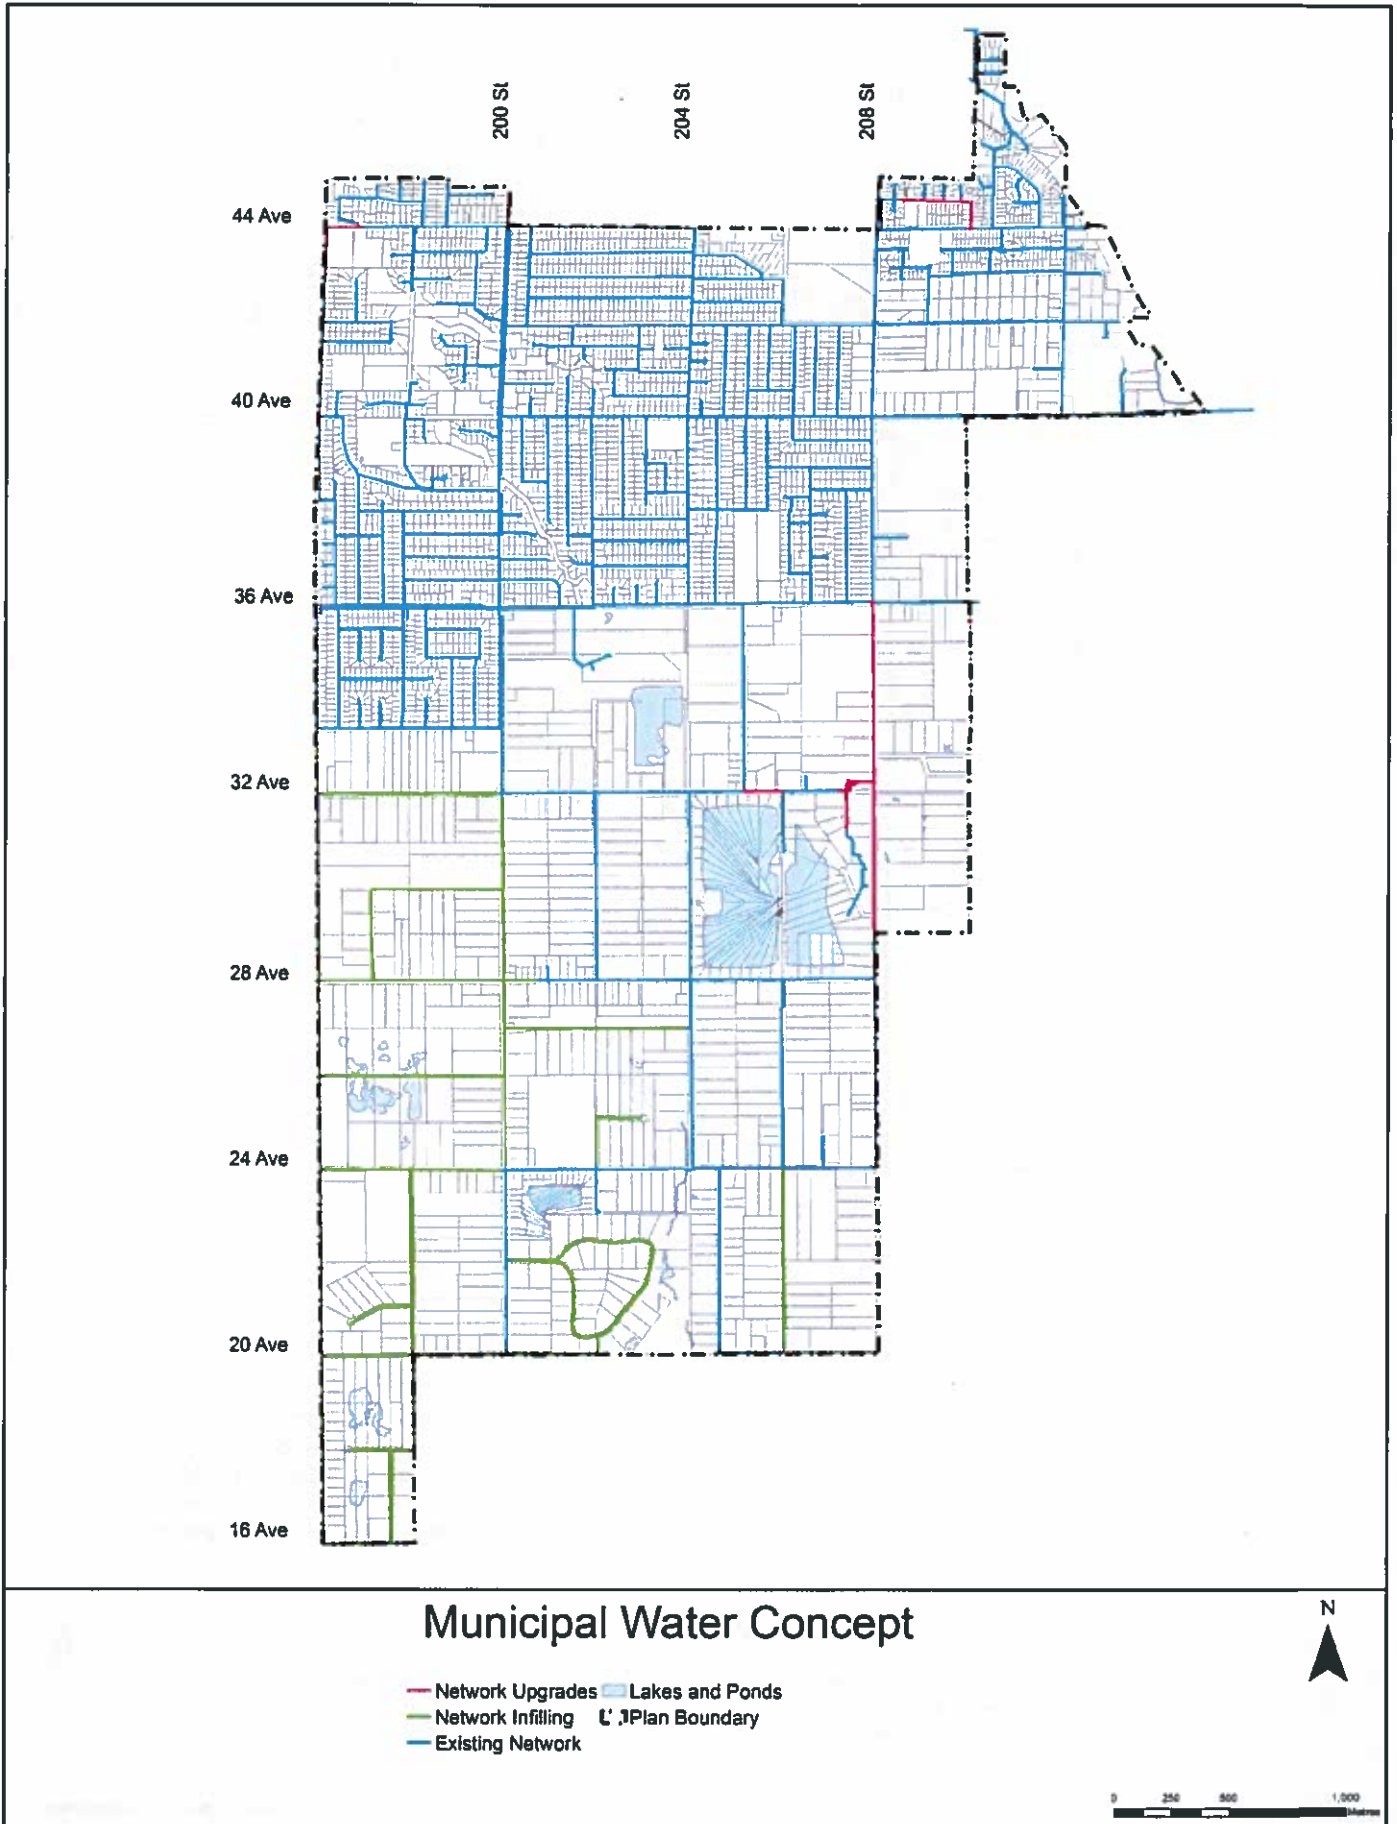 200 St
204 St
208 St
44 Ave
40 Ave
36 Ave
32 Ave
28 Ave
24 Ave
20 Ave
16 Ave
Municipal Water Concept
N
Network Upgrades Lakes and Ponds
Network Infilling Plan Boundary
Existing Network
0 250 500 1,000
Metres